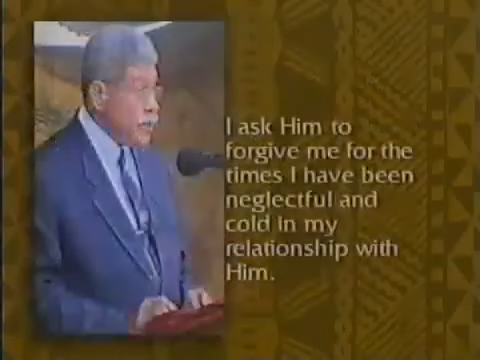 I ask Him to
forgive me for the
times I have been
neglectful and
cold in my
relationship with
Him.